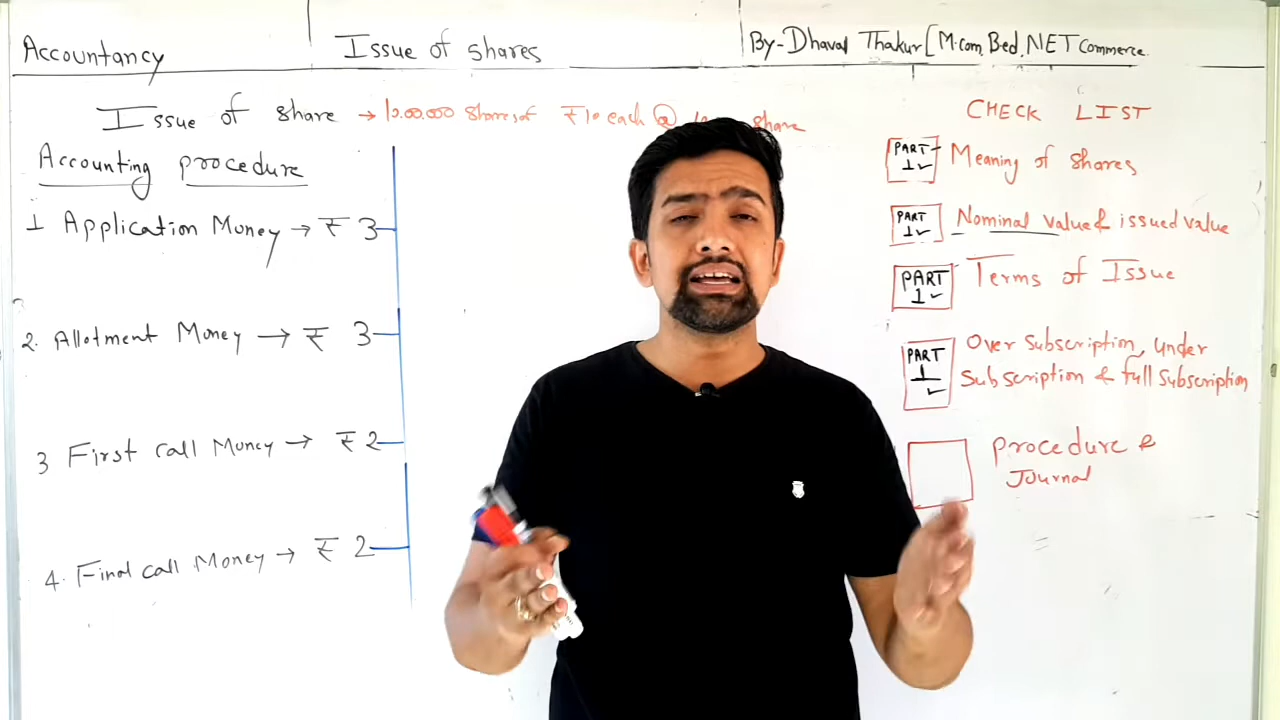 Accountancy
Issue of shares
By-Dhaval Thakur [M.com, Bed, NET Commerce.
Issue of share → 10.00.000 shares of ₹10 each @ share
Accounting procedure
1 Application Money → ₹ 3
2. Allotment Money → ₹ 3
3 First call Money → ₹ 2
4. Final call Money → ₹ 2
CHECK LIST
PART 1 ✓ Meaning of shares
PART 1 ✓ Nominal value & issued value
PART 1 ✓ Terms of Issue
PART 1 ✓ Over subscription, under
subscription & full subscription
procedure &
Journal